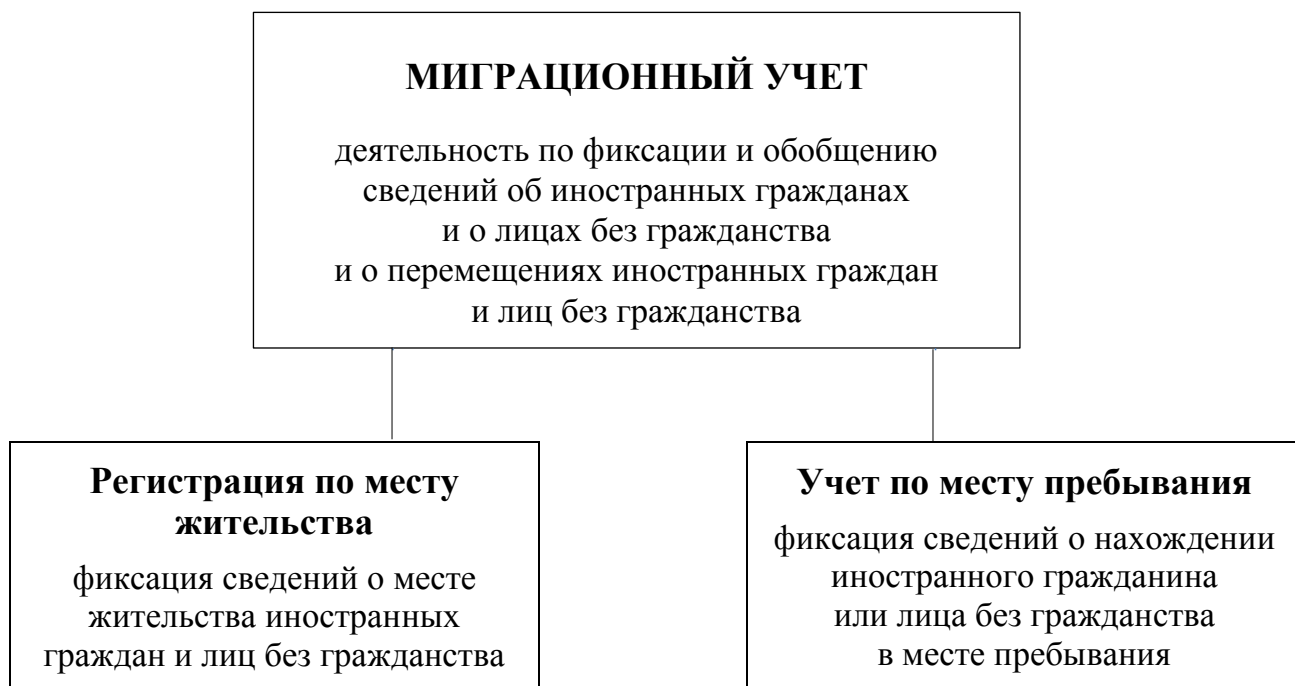 МИГРАЦИОННЫЙ УЧЕТ
деятельность по фиксации и обобщению
сведений об иностранных гражданах
и о лицах без гражданства
и о перемещениях иностранных граждан
и лиц без гражданства
Регистрация по месту
жительства
фиксация сведений о месте
жительства иностранных
граждан и лиц без гражданства
Учет по месту пребывания
фиксация сведений о нахождении
иностранного гражданина
или лица без гражданства
в месте пребывания